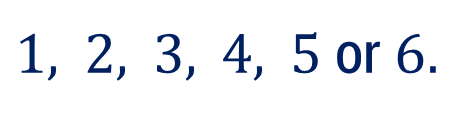 1, 2, 3, 4, 5 or 6.